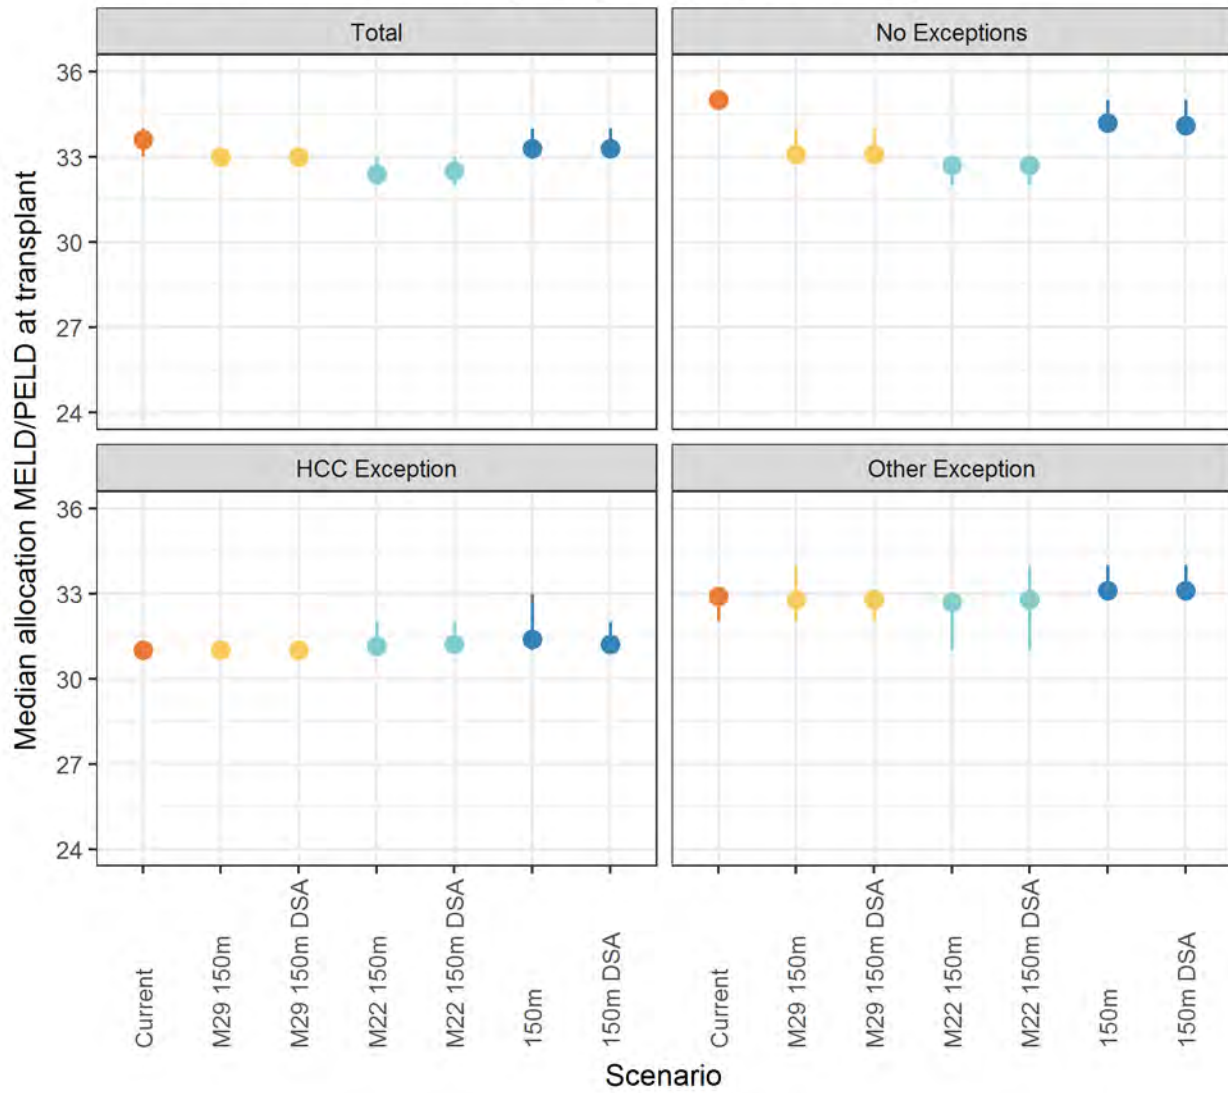 Total
No Exceptions
36
33
30
27
24
Median allocation MELD/PELD at transplant
HCC Exception
Other Exception
36
33
30
27
24
Current
M29 150m
M29 150m DSA
M22 150m
M22 150m DSA
150m
150m DSA
Current
M29 150m
M29 150m DSA
M22 150m
M22 150m DSA
150m
150m DSA
Scenario